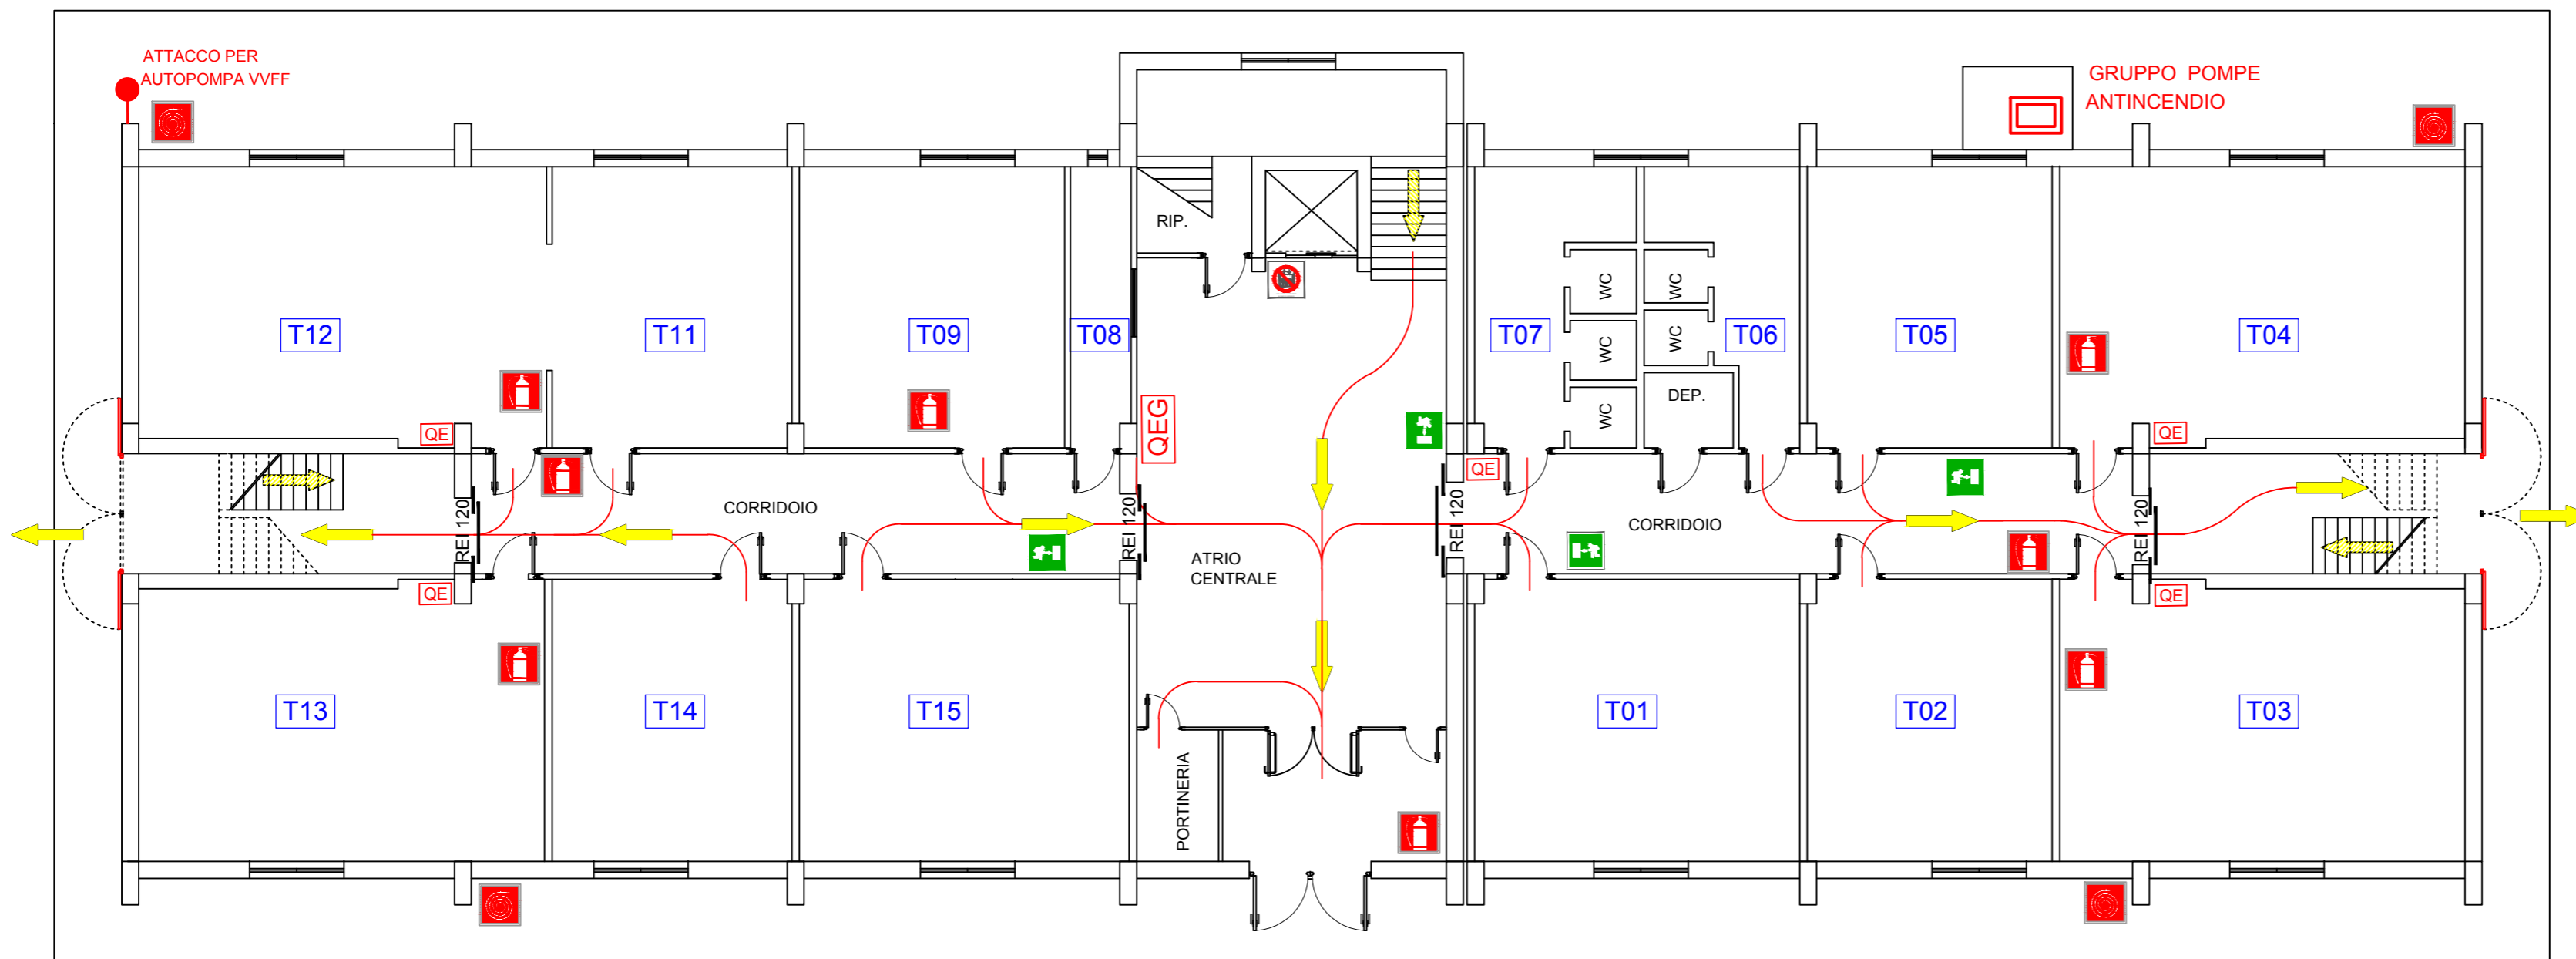 ATTACCO PER
AUTOPOMPA VVFF
GRUPPO POMPE
ANTINCENDIO
RIP.
WC
WC
WC
WC
WC
T12
T11
T09
T08
T07
T06
T05
T04
DEP.
QEG
QE
QE
QE
REI 120
CORRIDOIO
REI 120
REI 120
CORRIDOIO
REI 120
ATRIO
CENTRALE
QE
QE
T13
T14
T15
T01
T02
T03
PORTINERIA